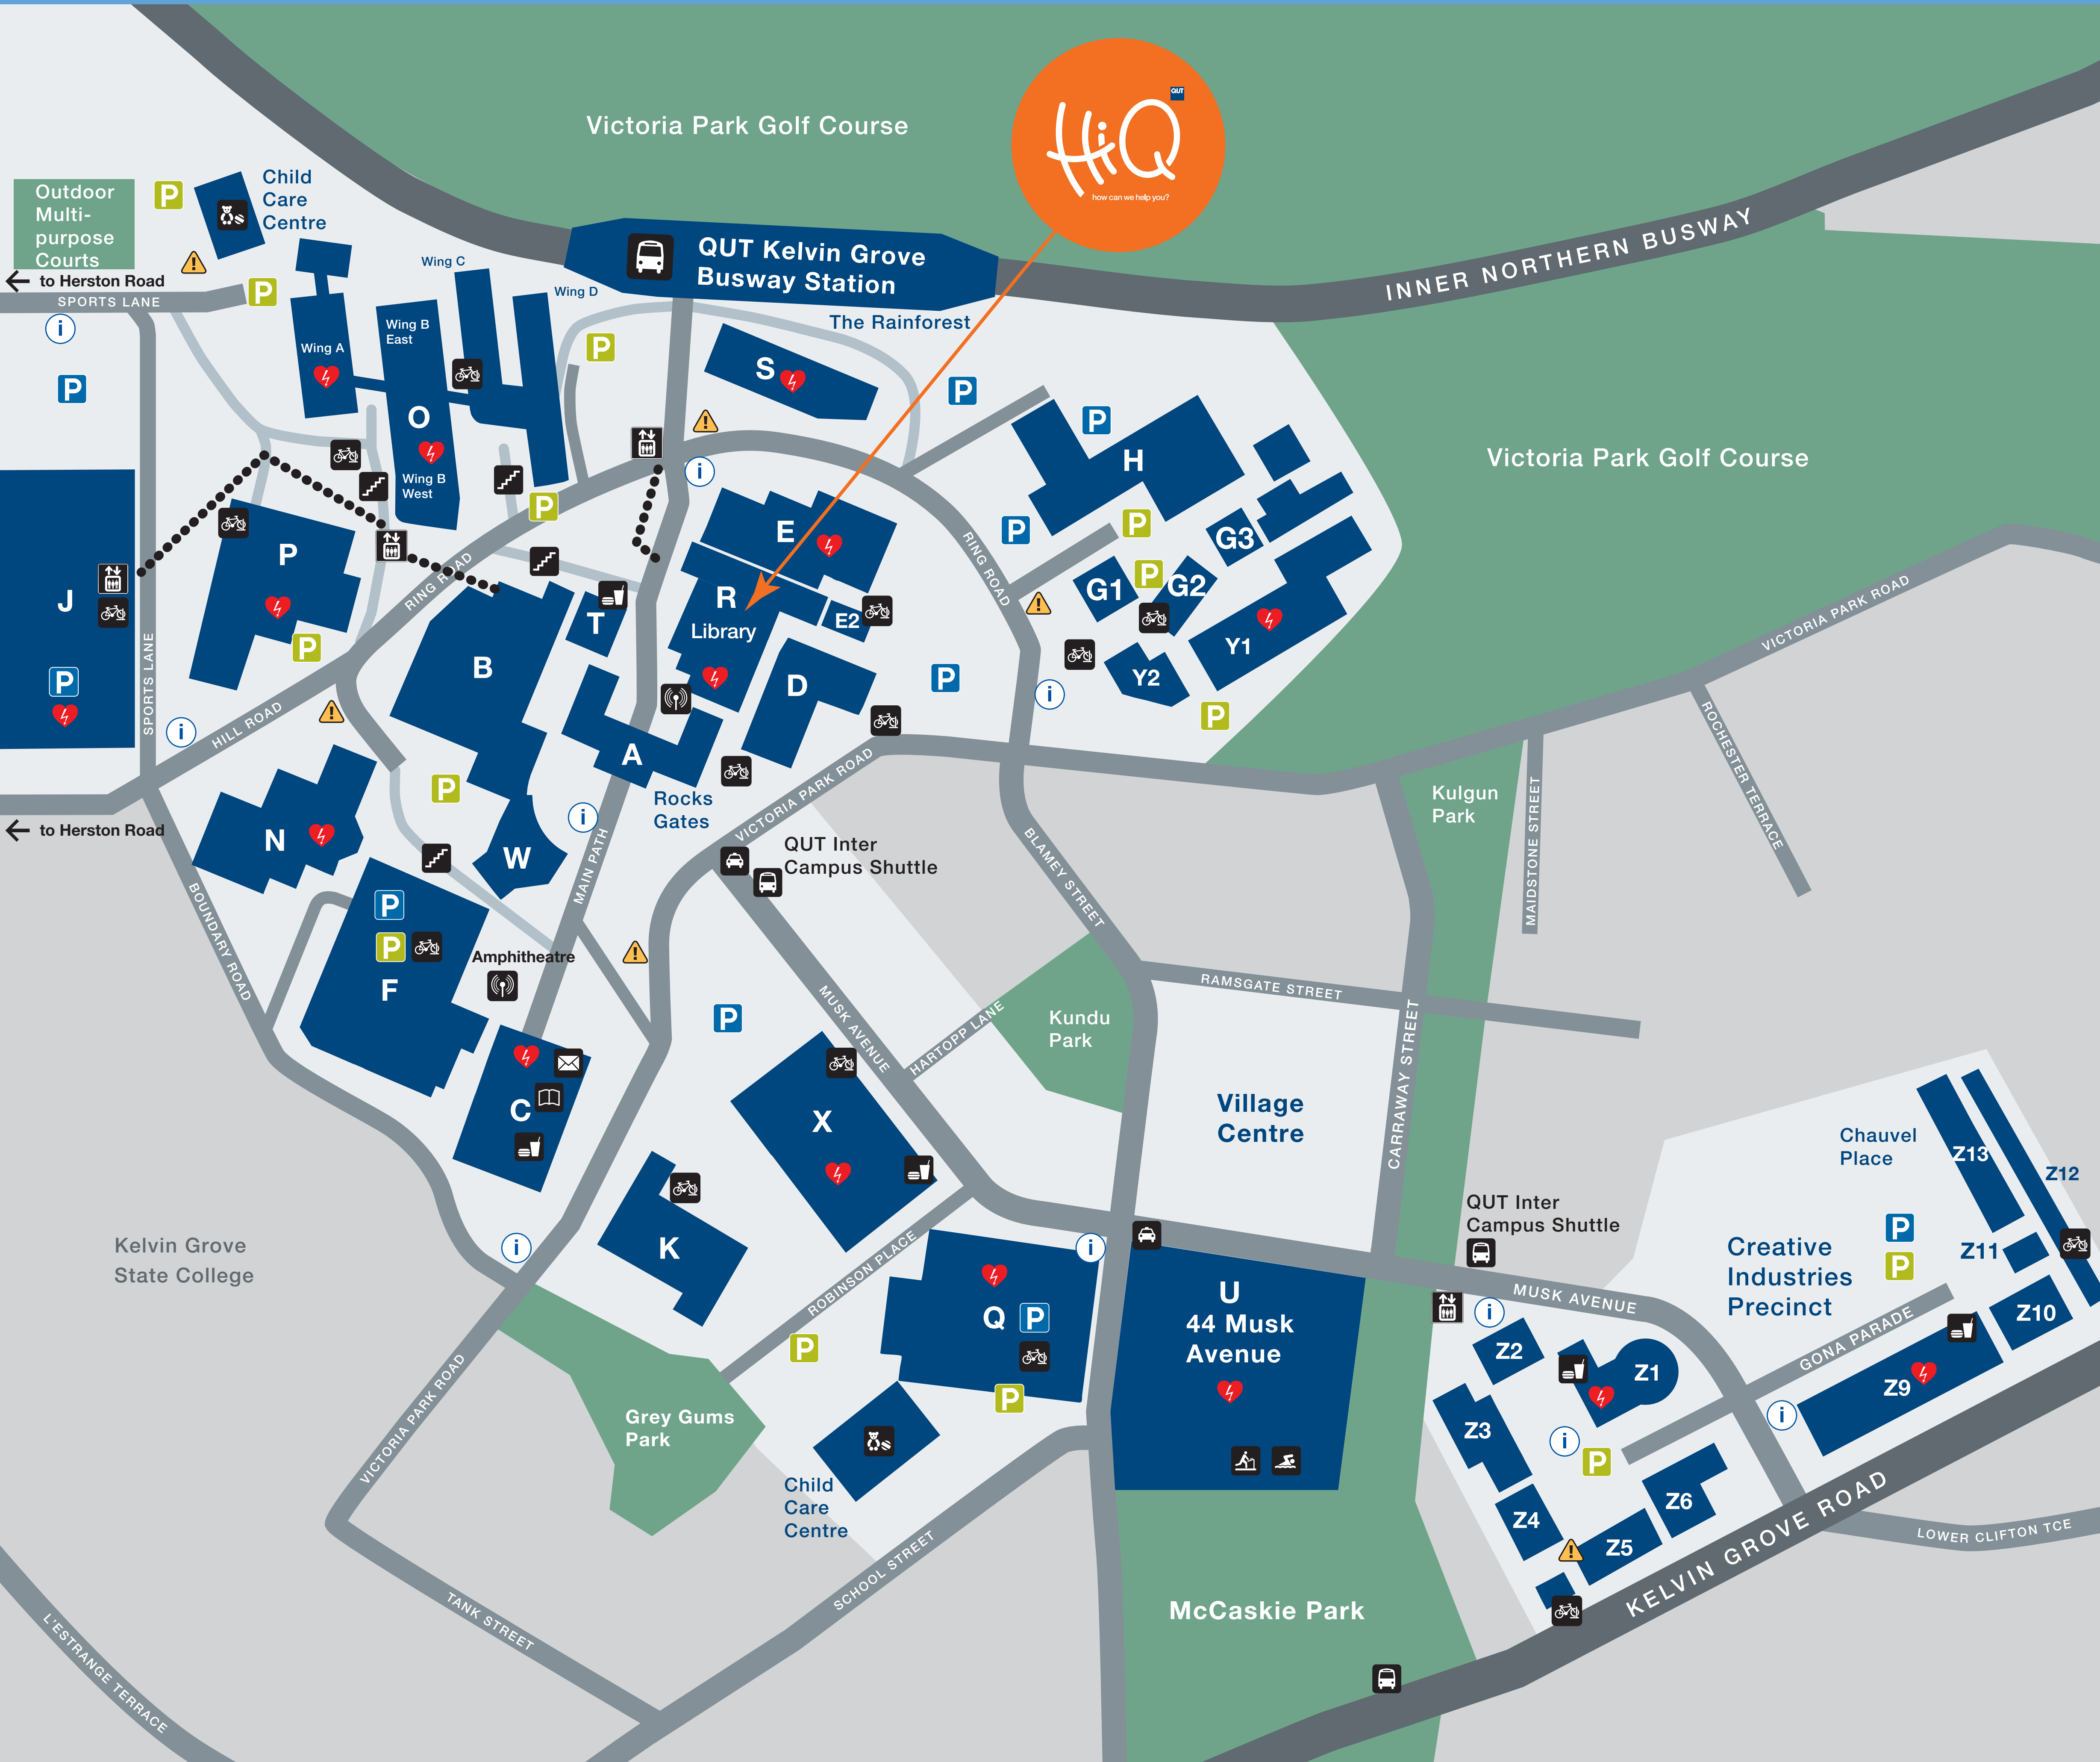 Victoria Park Golf Course
HiQ
QUT
how can we help you?
Outdoor
Multi-
purpose
Courts
P
Child
Care
Centre
to Herston Road
SPORTS LANE
P
i
P
Wing C
Wing D
Wing A
Wing B
East
O
Wing B
West
QUT Kelvin Grove
Busway Station
The Rainforest
INNER NORTHERN BUSWAY
P
S
P
P
H
Victoria Park Golf Course
i
P
E
P
P
G3
G1
P
G2
RING ROAD
J
P
P
SPORTS LANE
P
RING ROAD
B
T
R
Library
E2
D
P
Y1
Y2
i
P
VICTORIA PARK ROAD
ROCHESTER TERRACE
i
HILL ROAD
A
Rocks
Gates
VICTORIA PARK ROAD
P
i
Kulgun
Park
MAIDSTONE STREET
to Herston Road
N
W
MAIN PATH
QUT Inter
Campus Shuttle
BLAMEY STREET
BOUNDARY ROAD
P
P
F
Amphitheatre
P
MUSK AVENUE
HARTOPP LANE
Kundu
Park
RAMSGATE STREET
CARRAWAY STREET
C
X
Village
Centre
K
Kelvin Grove
State College
i
ROBINSON PLACE
Q
P
P
P
i
U
44 Musk
Avenue
QUT Inter
Campus Shuttle
MUSK AVENUE
i
Chauvel
Place
Z13
Z12
Creative
Industries
Precinct
P
P
Z11
Z10
GONA PARADE
Z9
i
Z2
Z1
Z3
i
P
Z4
Z6
Z5
VICTORIA PARK ROAD
Grey Gums
Park
Child
Care
Centre
SCHOOL STREET
TANK STREET
L'ESTRANGE TERRACE
McCaskie Park
KELVIN GROVE ROAD
LOWER CLIFTON TCE